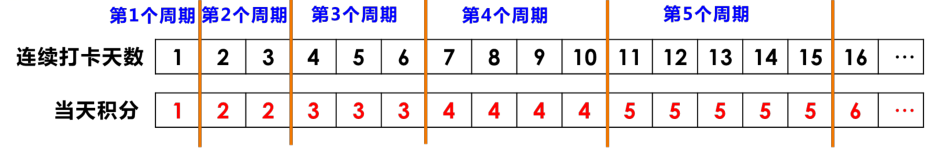 第1个周期 第2个周期 第3个周期 第4个周期 第5个周期
连续打卡天数 1 2 3 4 5 6 7 8 9 10 11 12 13 14 15 16 …
当天积分 1 2 2 3 3 3 4 4 4 4 5 5 5 5 5 6 …